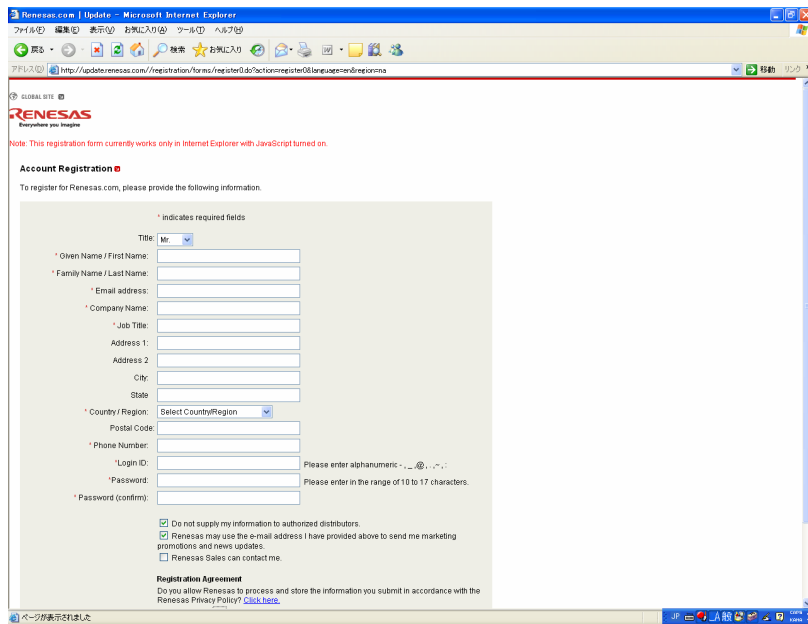 Renesas.com | Update - Microsoft Internet Explorer
ファイル(F) 編集(E) 表示(V) お気に入り(A) ツール(T) ヘルプ(H)
戻る 検索 お気に入り
アドレス(D) http://update.renesas.com//registration/forms/register0.do?action=register0&language=en&region=na 移動 リンク
GLOBAL SITE
RENESAS
Everywhere you imagine
Note: This registration form currently works only in Internet Explorer with JavaScript turned on.
Account Registration
To register for Renesas.com, please provide the following information.
* indicates required fields
Title: Mr.
* Given Name / First Name:
* Family Name / Last Name:
* Email address:
* Company Name:
* Job Title:
Address 1:
Address 2
City:
State
* Country / Region: Select Country/Region
Postal Code:
* Phone Number:
*Login ID: Please enter alphanumeric - , _ ,@ , . ,~ , :
*Password: Please enter in the range of 10 to 17 characters.
* Password (confirm):
Do not supply my information to authorized distributors.
Renesas may use the e-mail address I have provided above to send me marketing
promotions and news updates.
Renesas Sales can contact me.
Registration Agreement
Do you allow Renesas to process and store the information you submit in accordance with the
Renesas Privacy Policy? Click here.
ページが表示されました JP _A 般 CAPS KANA